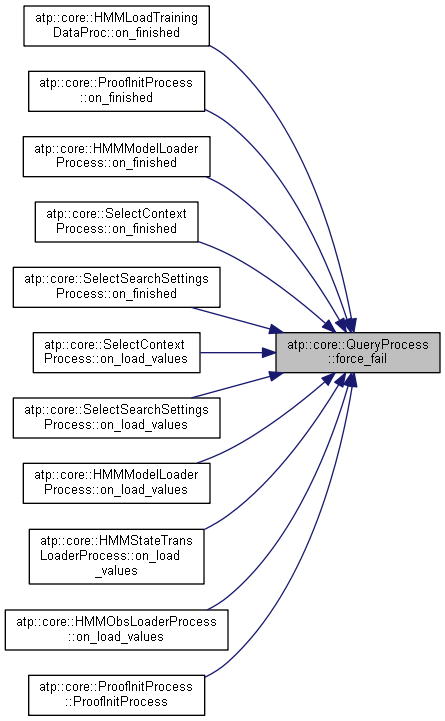 atp::core::HMMLoadTraining
DataProc::on_finished
atp::core::ProofInitProcess
::on_finished
atp::core::HMMModelLoader
Process::on_finished
atp::core::SelectContext
Process::on_finished
atp::core::SelectSearchSettings
Process::on_finished
atp::core::SelectContext
Process::on_load_values
atp::core::QueryProcess
::force_fail
atp::core::SelectSearchSettings
Process::on_load_values
atp::core::HMMModelLoader
Process::on_load_values
atp::core::HMMStateTrans
LoaderProcess::on_load
_values
atp::core::HMMObsLoaderProcess
::on_load_values
atp::core::ProofInitProcess
::ProofInitProcess